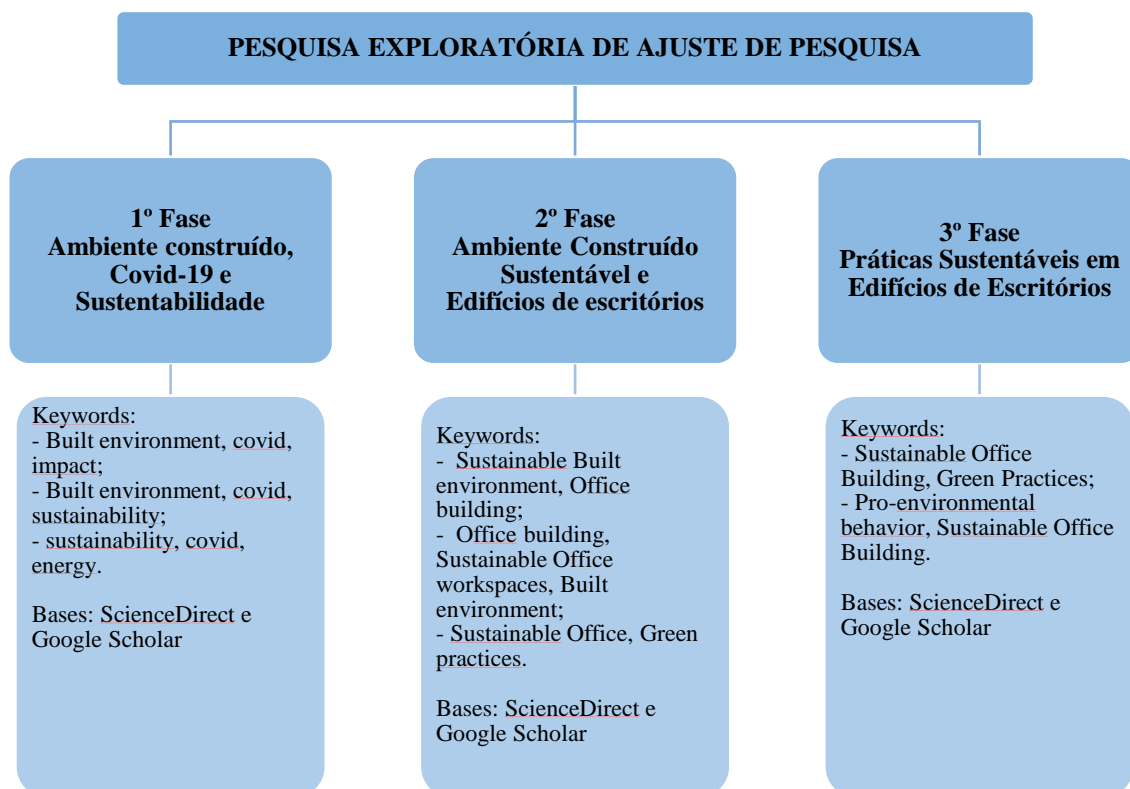 PESQUISA EXPLORATÓRIA DE AJUSTE DE PESQUISA
1º Fase
Ambiente construído,
Covid-19 e
Sustentabilidade
2º Fase
Ambiente Construído
Sustentável e
Edifícios de escritórios
3º Fase
Práticas Sustentáveis em
Edifícios de Escritórios
Keywords:
- Built environment, covid,
impact;
- Built environment, covid,
sustainability;
- sustainability, covid,
energy.
Bases: ScienceDirect e
Google Scholar
Keywords:
- Sustainable Built
environment, Office
building;
- Office building,
Sustainable Office
workspaces, Built
environment;
- Sustainable Office, Green
practices.
Bases: ScienceDirect e
Google Scholar
Keywords:
- Sustainable Office
Building, Green Practices;
- Pro-environmental
behavior, Sustainable Office
Building.
Bases: ScienceDirect e
Google Scholar